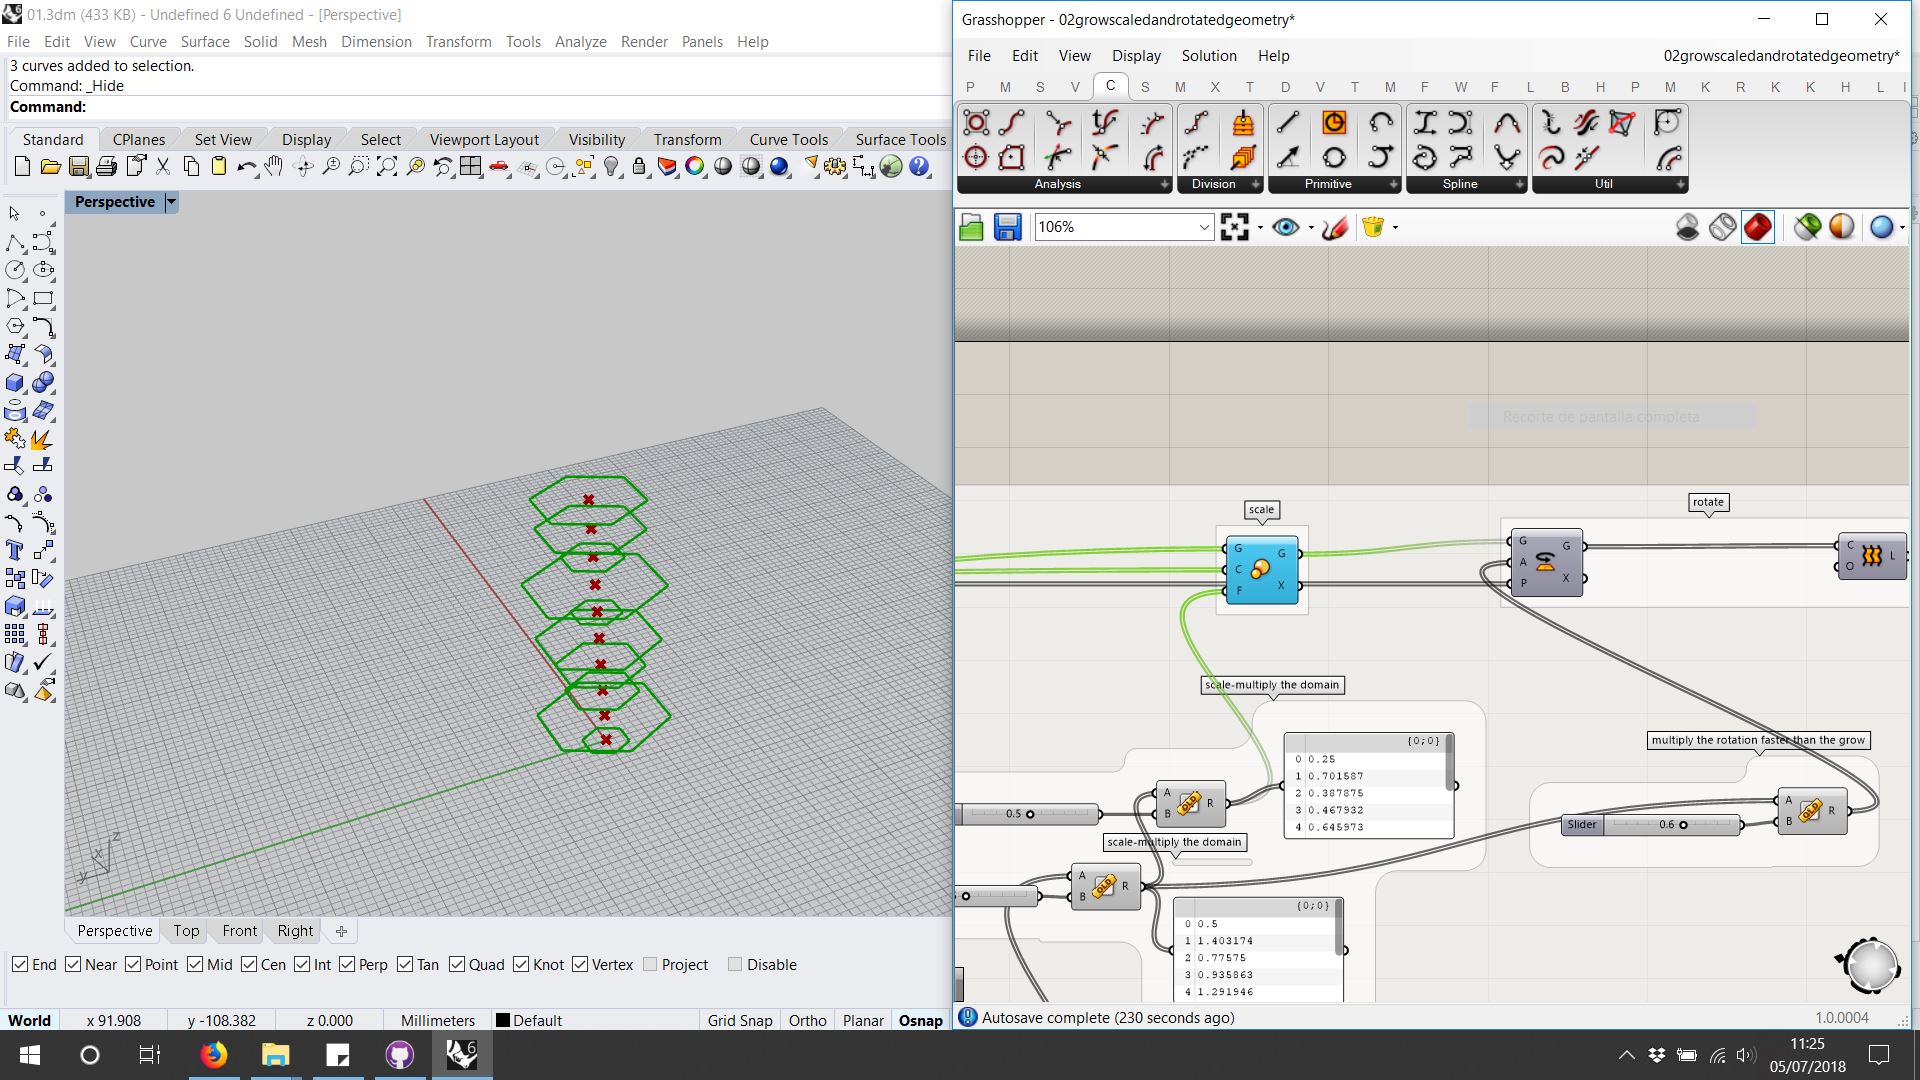 01.3dm (433 KB) - Undefined 6 Undefined - [Perspective]
File Edit View Curve Surface Solid Mesh Dimension Transform Tools Analyze Render Panels Help
3 curves added to selection.
Command: _Hide
Command:
Standard CPlanes Set View Display Select Viewport Layout Visibility Transform Curve Tools Surface Tools
Perspective
z
x
y
Perspective Top Front Right
End Near Point Mid Cen Int Perp Tan Quad Knot Vertex Project Disable
World x 91.908 y -108.382 z 0.000 Millimeters Default Grid Snap Ortho Planar Osnap
Grasshopper - 02growscaledandrotatedgeometry*
File Edit View Display Solution Help 02growscaledandrotatedgeometry*
P M S V C S M X T D V T M F W F L B H P M K R K K H L I
Analysis Division Primitive Spline Util
106%
Recorte de pantalla completa
scale
rotate
G C F G X
G A P G X
C O L
scale-multiply the domain
{0;0}
0 0.25
1 0.701587
2 0.387875
3 0.467932
4 0.645973
multiply the rotation faster than the grow
0.5
A B OLD R
Slider 0.6
A B OLD R
scale-multiply the domain
A B OLD R
{0;0}
0 0.5
1 1.403174
2 0.77575
3 0.935863
4 1.291946
Autosave complete (230 seconds ago)
1.0.0004
6
11:25
05/07/2018